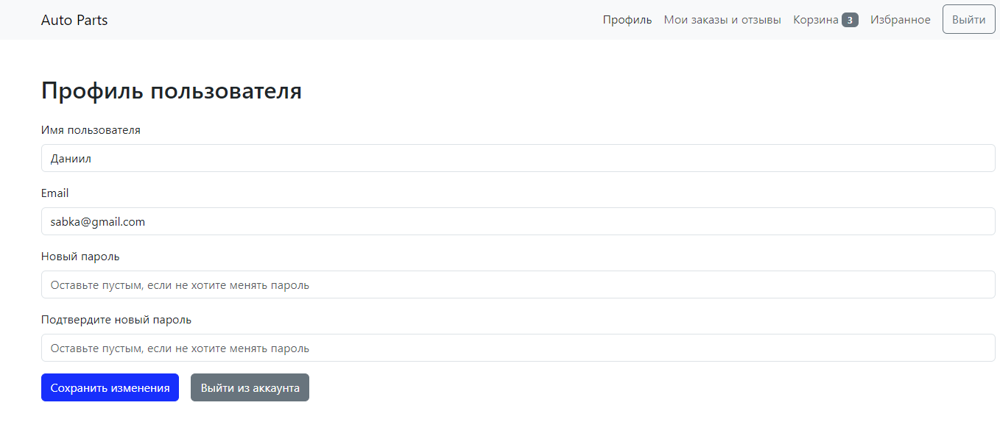 Auto Parts Профиль Мои заказы и отзывы Корзина 3 Избранное Выйти
Профиль пользователя
Имя пользователя
Даниил
Email
sabka@gmail.com
Новый пароль
Оставьте пустым, если не хотите менять пароль
Подтвердите новый пароль
Оставьте пустым, если не хотите менять пароль
Сохранить изменения Выйти из аккаунта